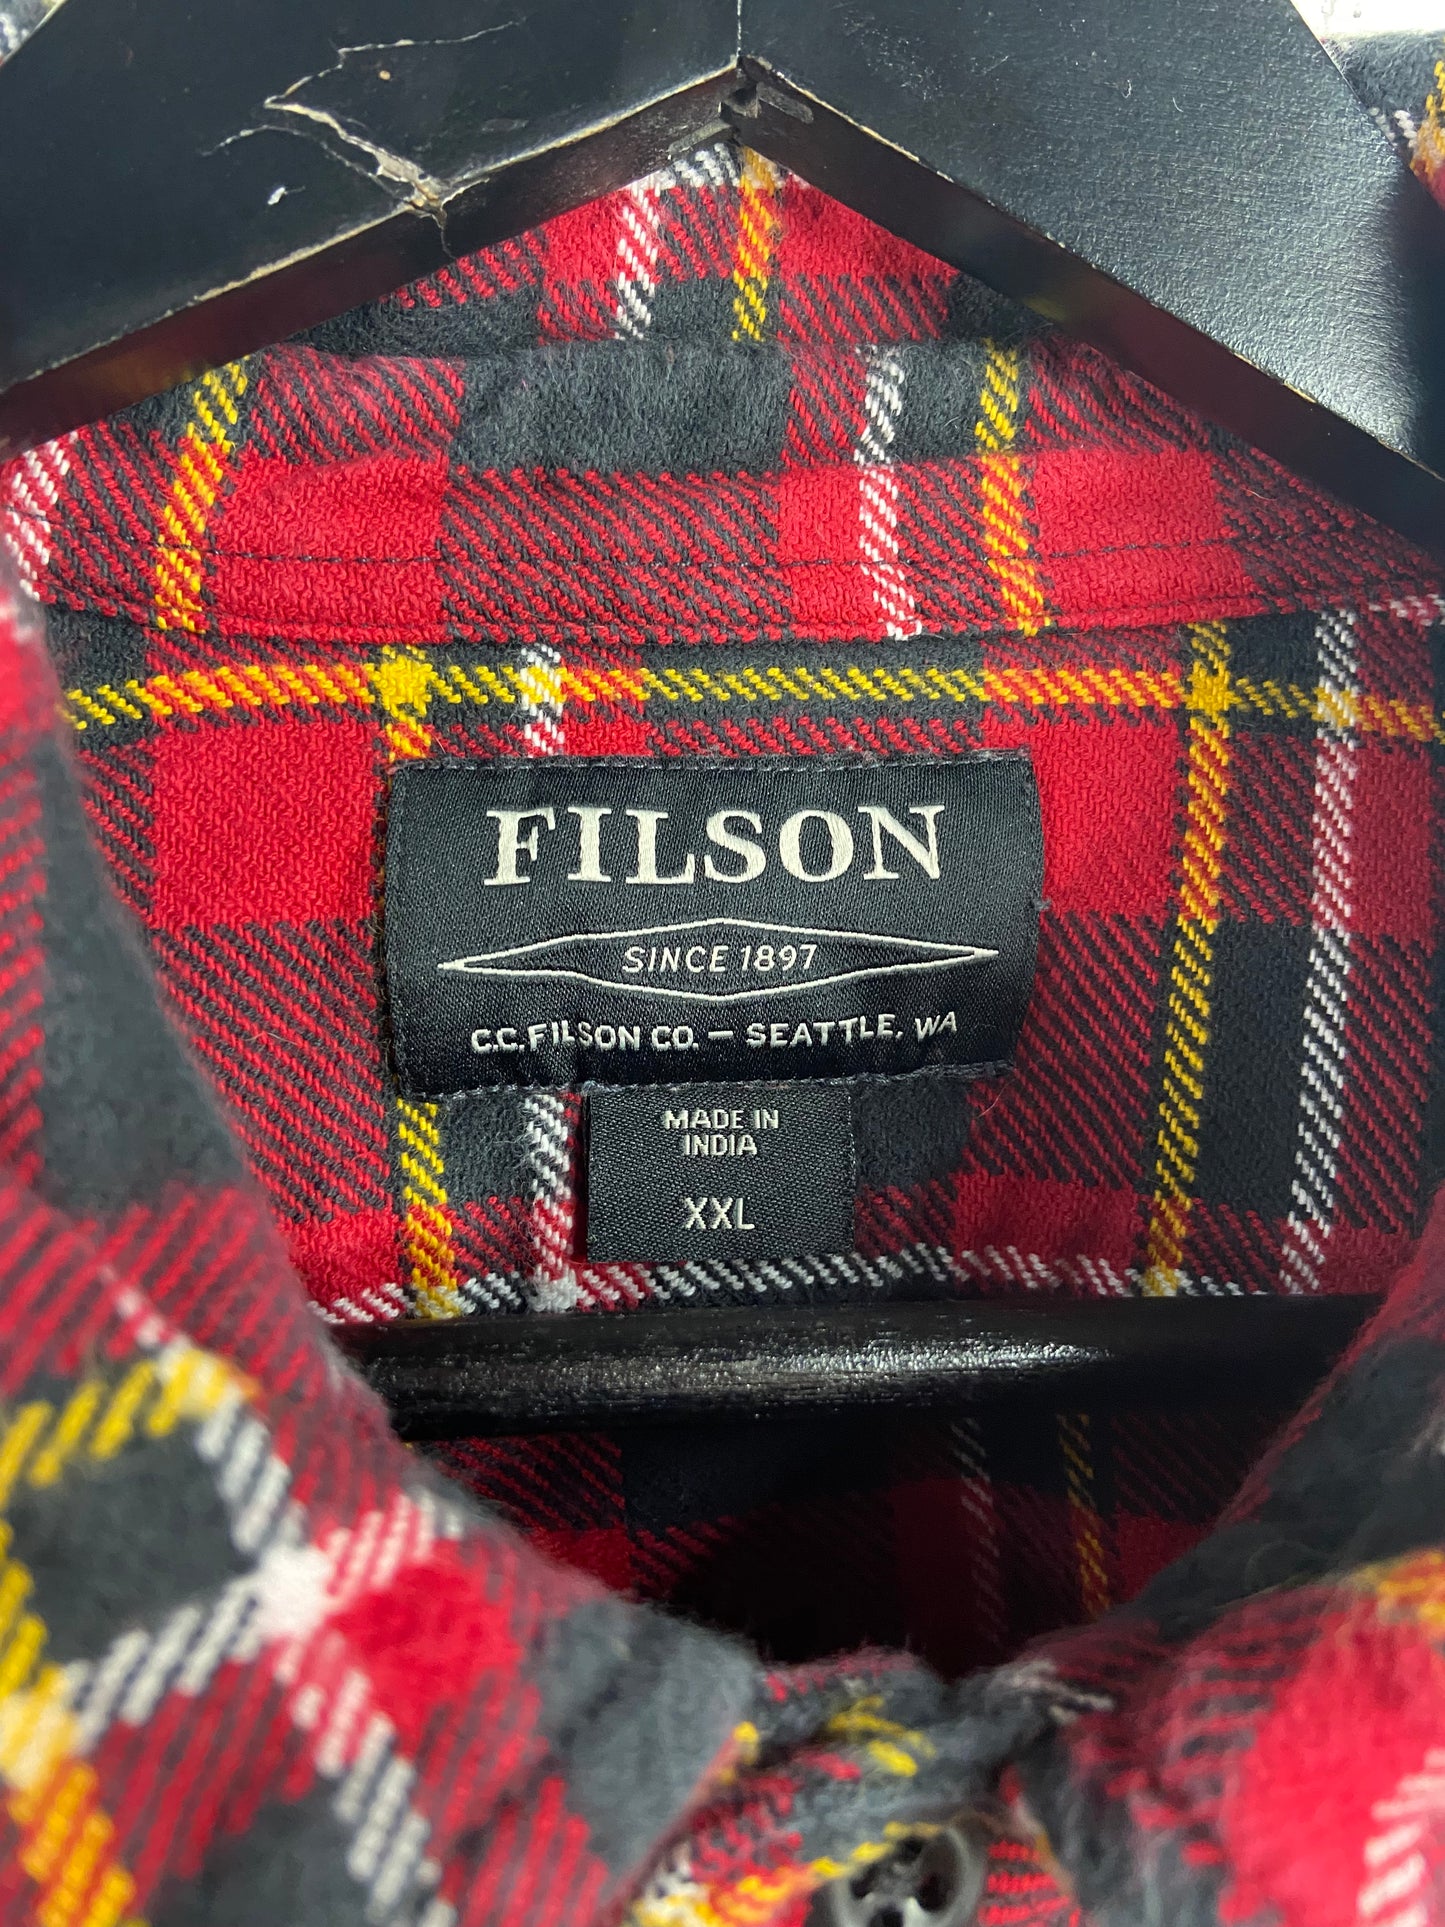 FILSON
SINCE 1897
C.C.FILSON CO. — SEATTLE, WA
MADE IN
INDIA
XXL